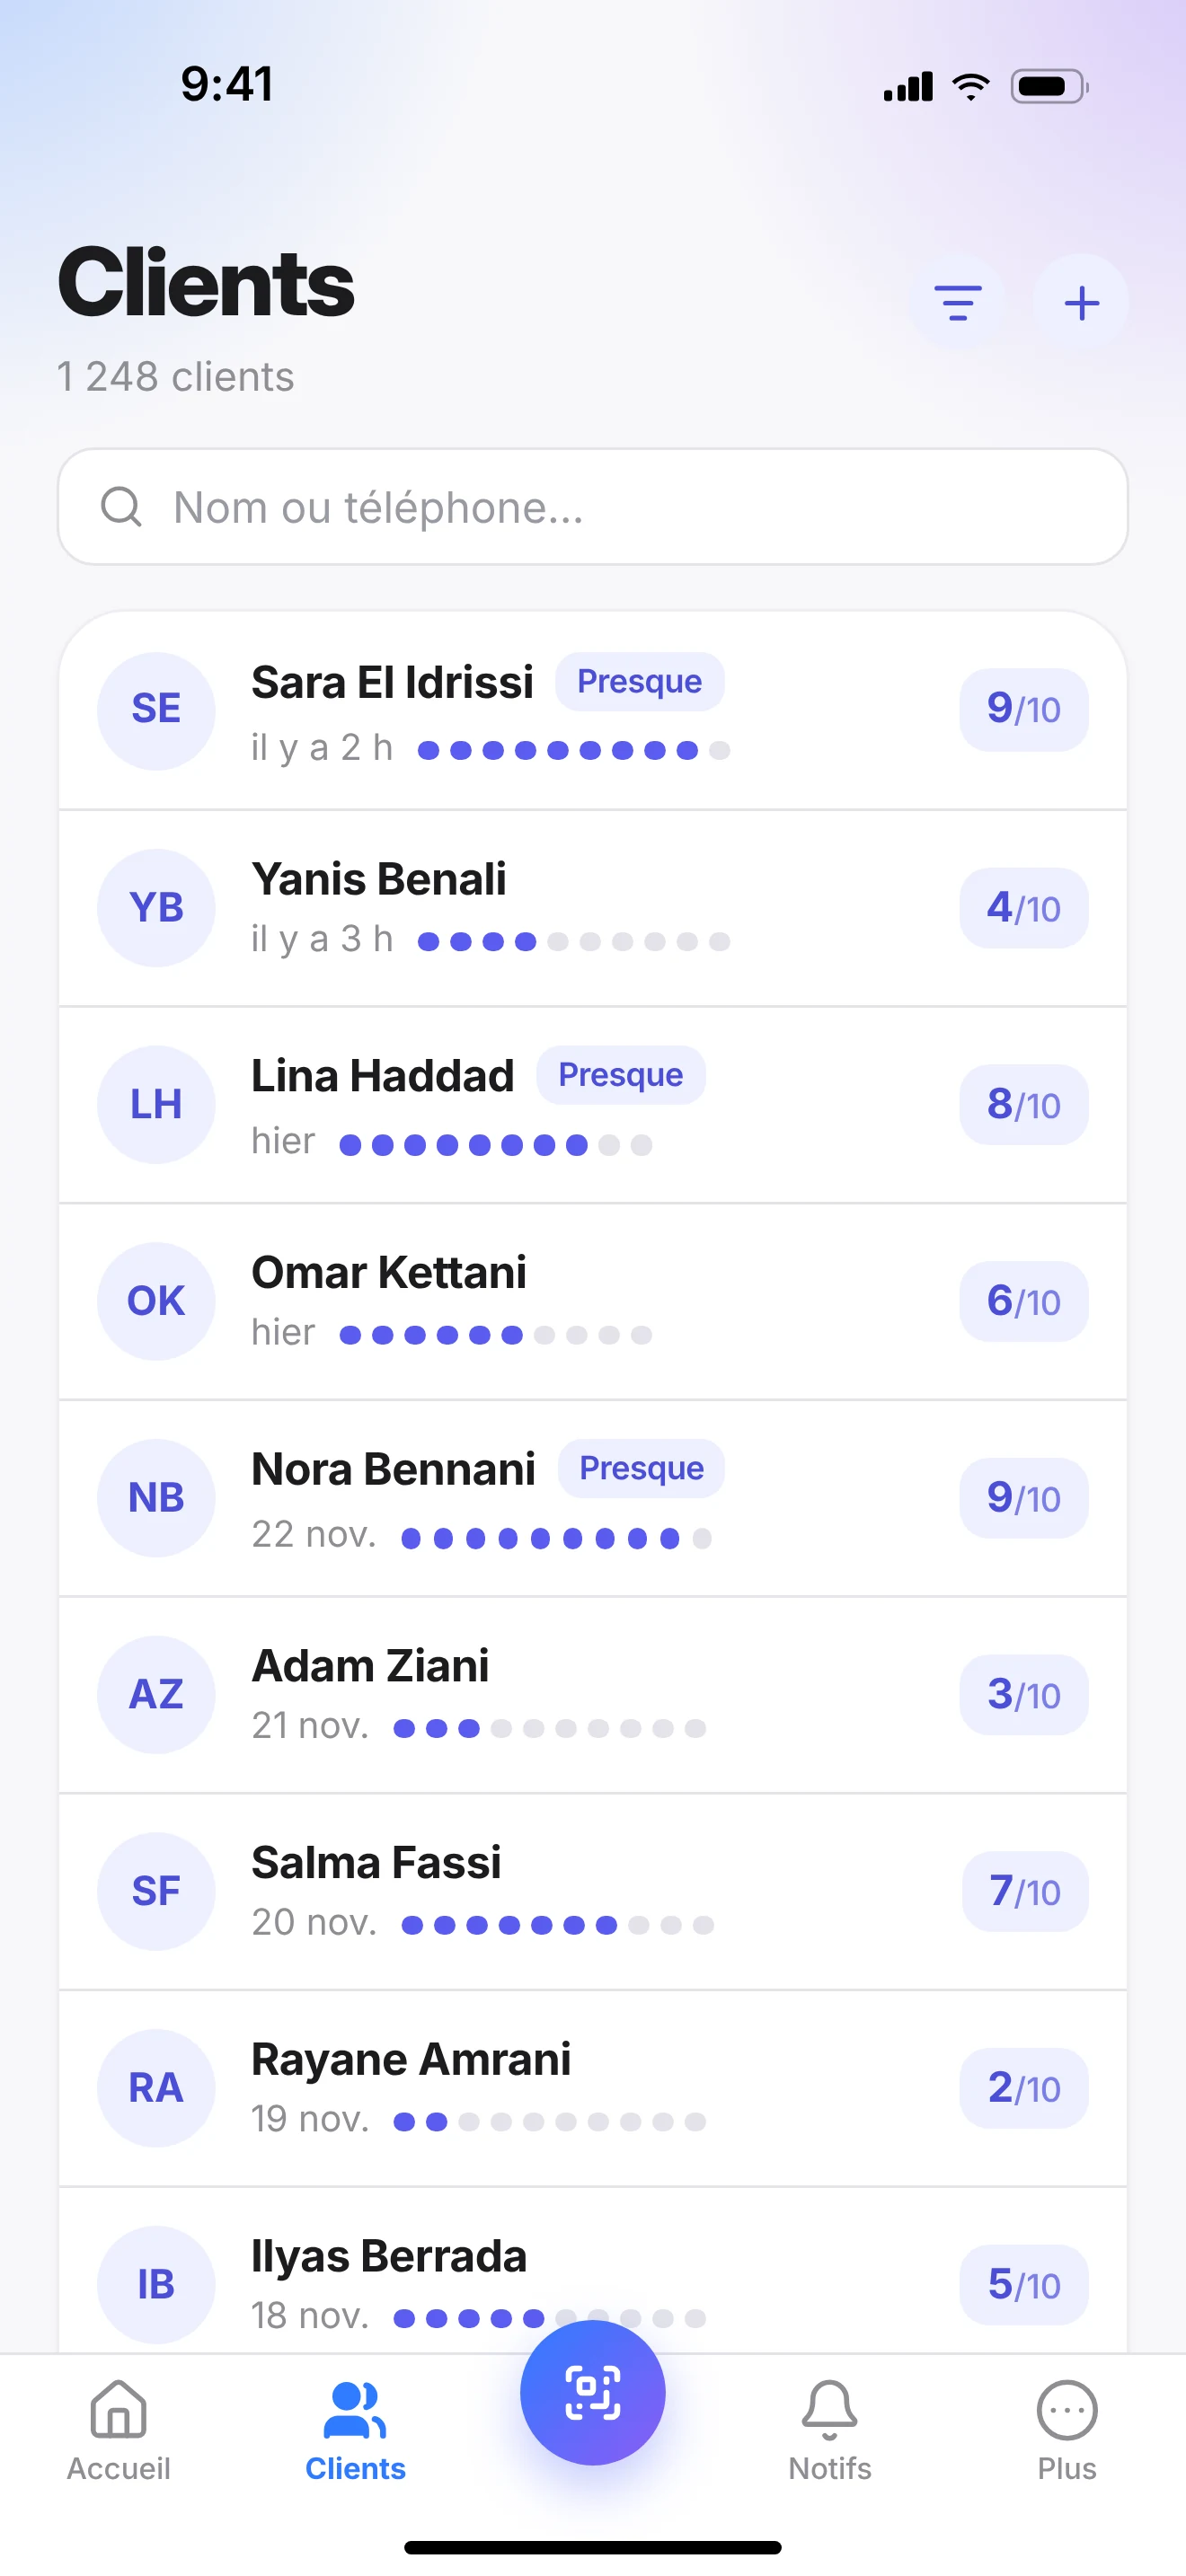 9:41
Clients
1 248 clients
Nom ou téléphone...
SE
Sara El Idrissi Presque
il y a 2 h
9/10
YB
Yanis Benali
il y a 3 h
4/10
LH
Lina Haddad Presque
hier
8/10
OK
Omar Kettani
hier
6/10
NB
Nora Bennani Presque
22 nov.
9/10
AZ
Adam Ziani
21 nov.
3/10
SF
Salma Fassi
20 nov.
7/10
RA
Rayane Amrani
19 nov.
2/10
IB
Ilyas Berrada
18 nov.
5/10
Accueil Clients Notifs Plus